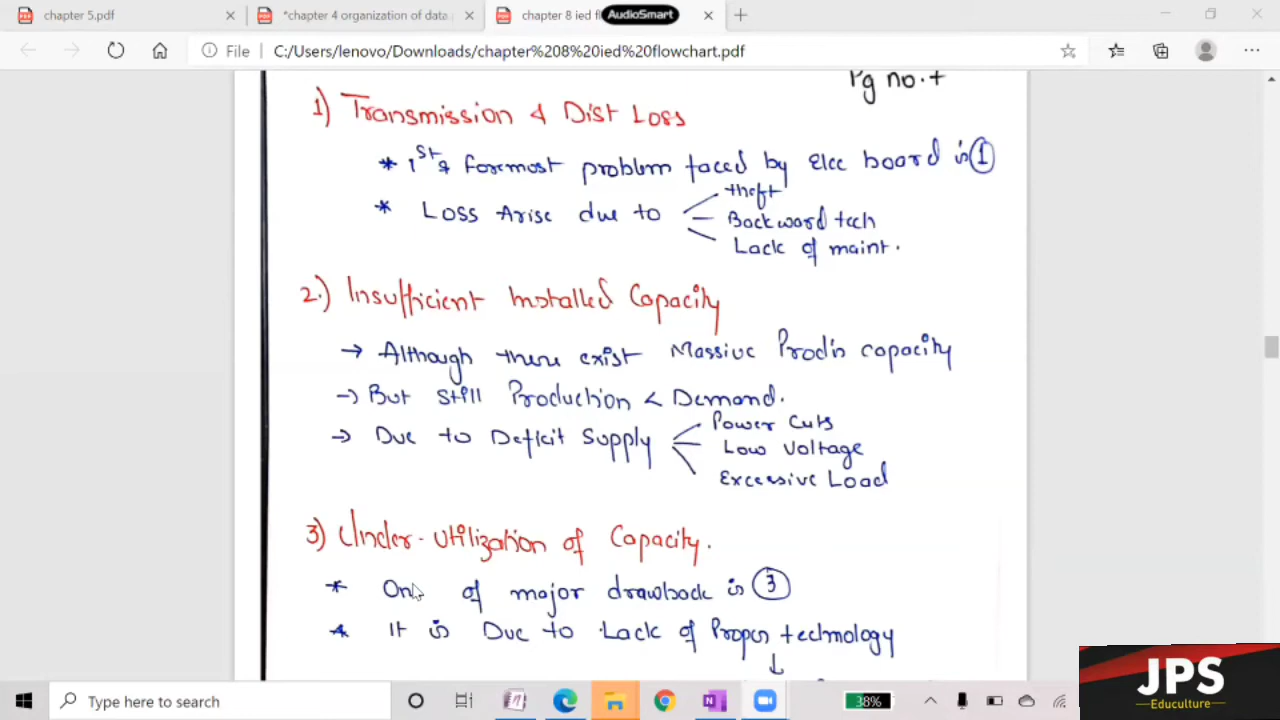 chapter 5.pdf
*chapter 4 organization of data
chapter 8 ied fl
AudioSmart
File
C:/Users/lenovo/Downloads/chapter%208%20ied%20flowchart.pdf
Pg no.+
1) Transmission & Dist Loss
* 1st & foremost problem faced by Elec board is ①
* Loss Arise due to
theft
Backward tech
Lack of maint.
2.) Insufficient Installed Capacity
→ Although there exist Massive Prod'n capacity
→ But still Production < Demand.
→ Due to Deficit Supply
Power Cuts
Low Voltage
Excessive Load
3) Under-Utilization of Capacity.
* One of major drawback is ③
* It is Due to Lack of Proper technology
↓
Type here to search
38%
JPS
Educulture